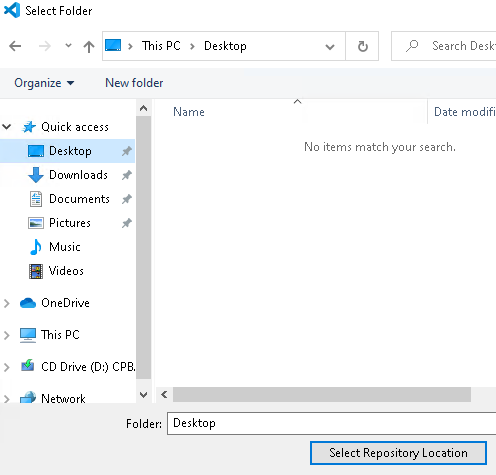 Select Folder
This PC
Desktop
Search Desk
Organize
New folder
Name
Date modifi
Quick access
No items match your search.
Desktop
Downloads
Documents
Pictures
Music
Videos
OneDrive
This PC
CD Drive (D:) CPB.
Network
Folder: Desktop
Select Repository Location